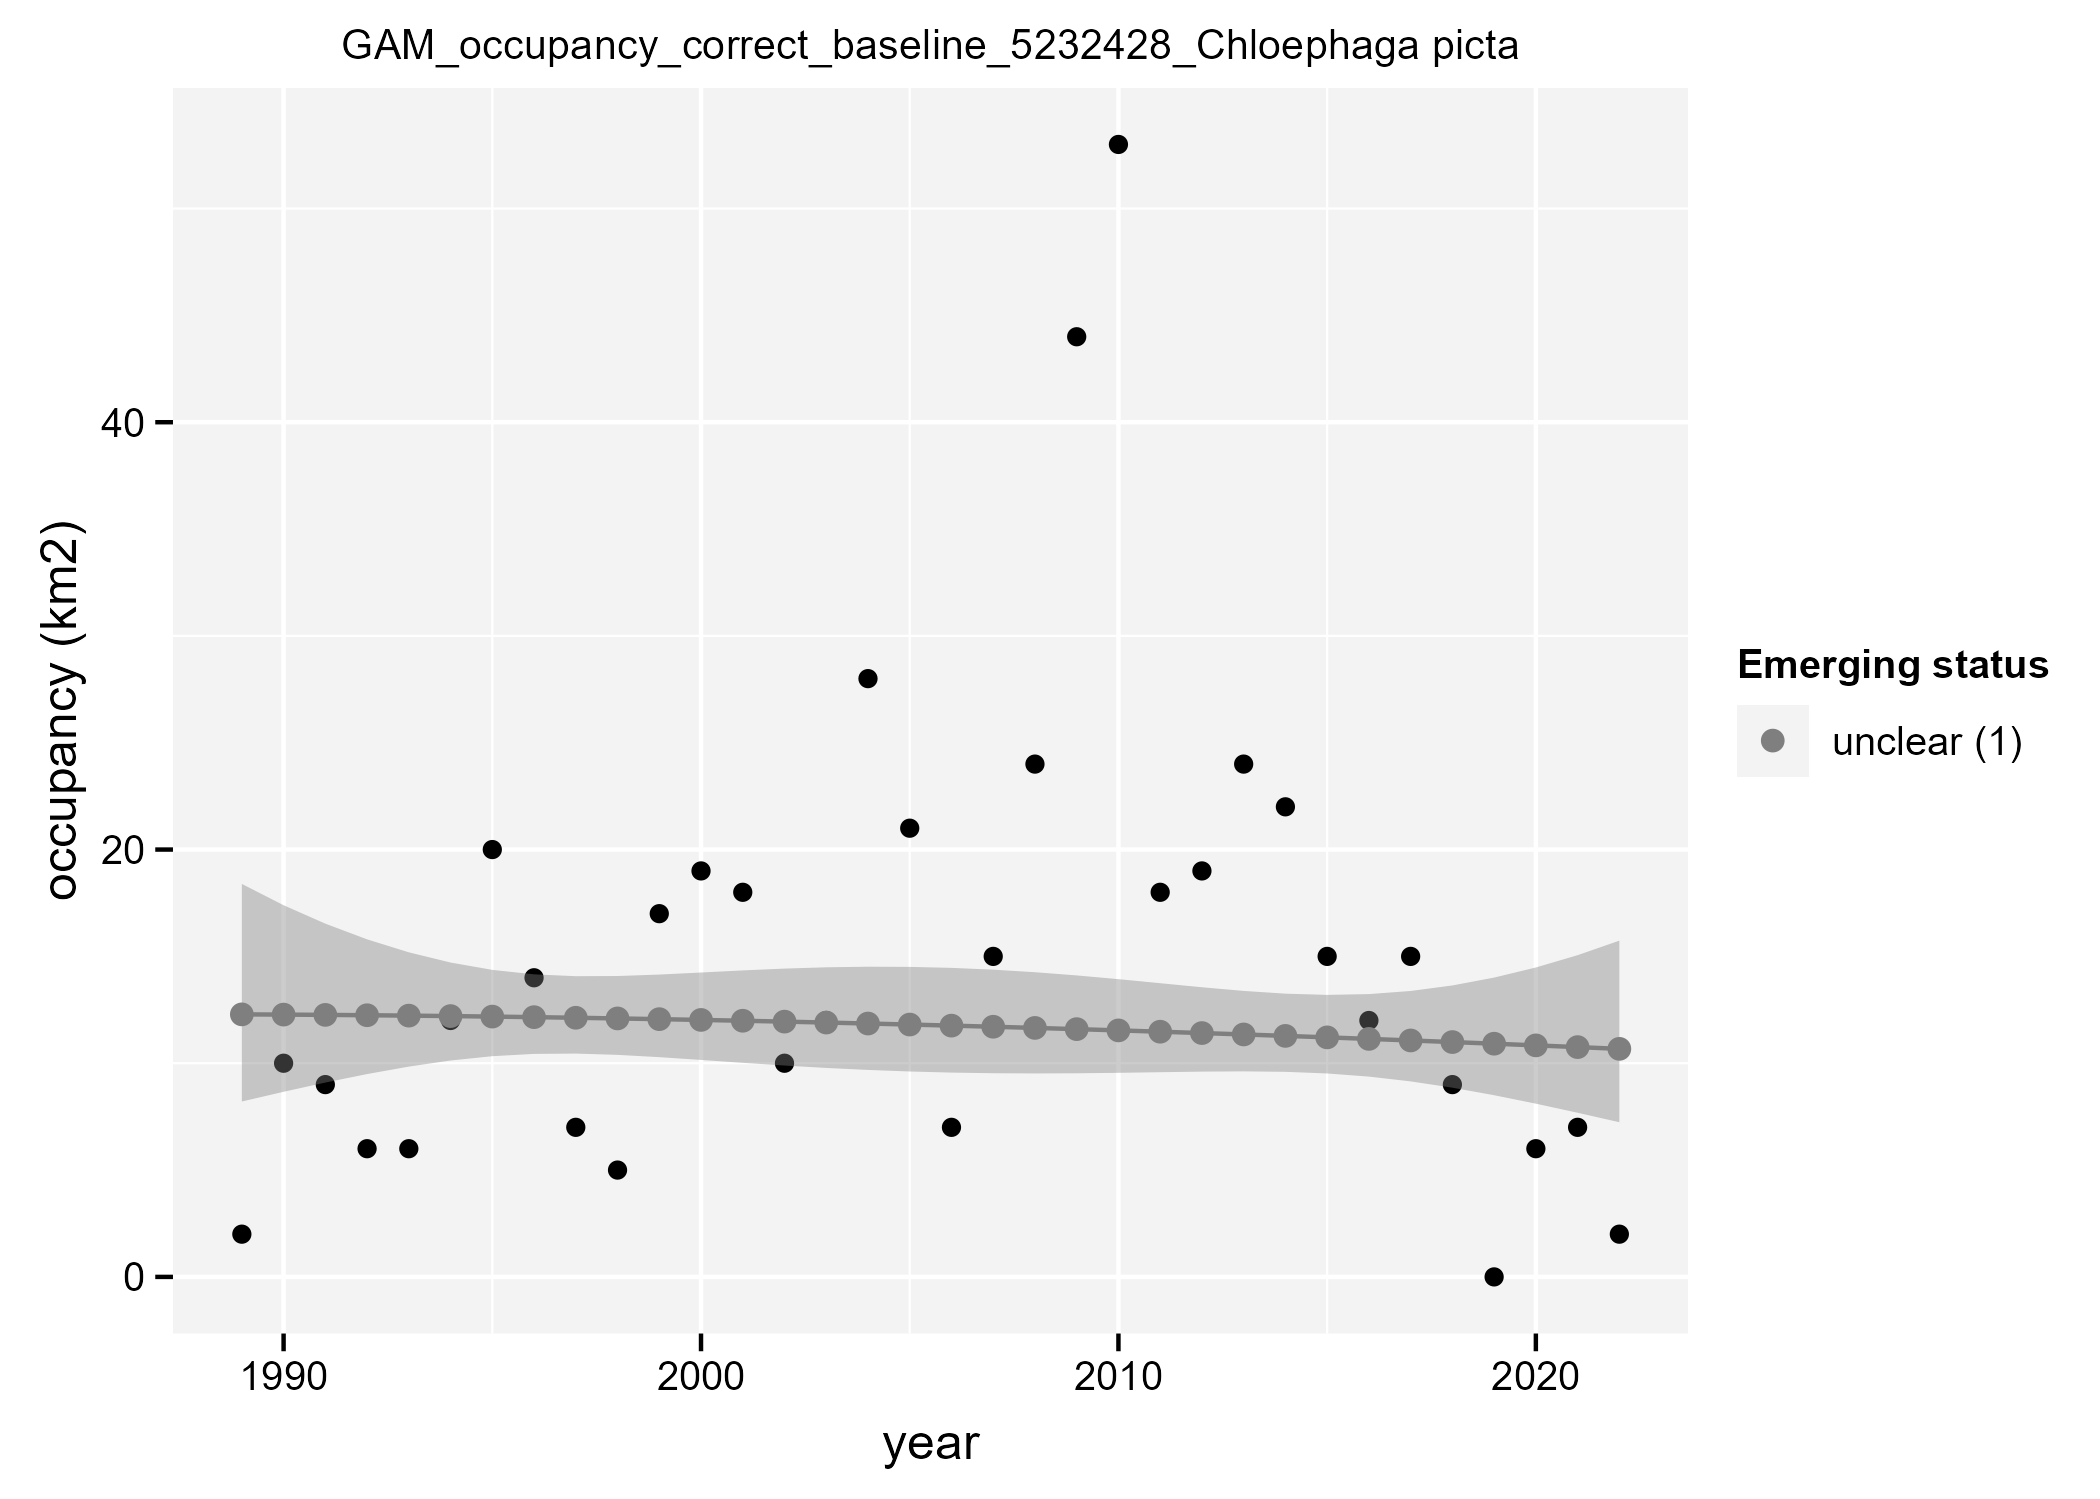 GAM_occupancy_correct_baseline_5232428_Chloephaga picta
occupancy (km2)
40
20
0
1990
2000
2010
2020
year
Emerging status
unclear (1)